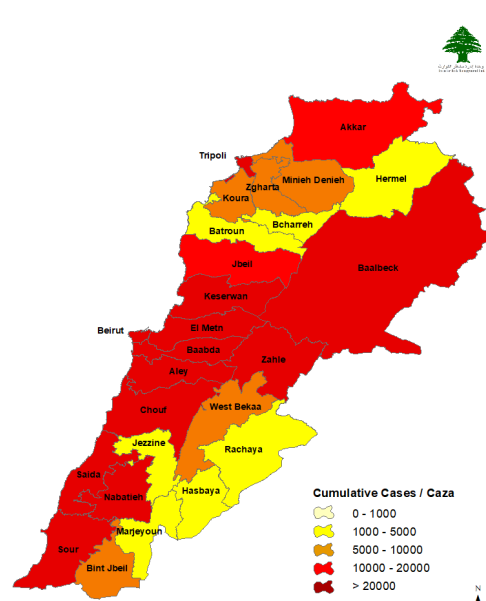 Akkar
Tripoli
Minieh Denieh
Hermel
Zgharta
Koura
Bcharreh
Batroun
Jbeil
Baalbeck
Keserwan
El Metn
Beirut
Baabda
Zahle
Aley
Chouf
West Bekaa
Jezzine
Rachaya
Saida
Hasbaya
Nabatieh
Marjeyoun
Sour
Bint Jbeil
Cumulative Cases / Caza
0 - 1000
1000 - 5000
5000 - 10000
10000 - 20000
> 20000
N